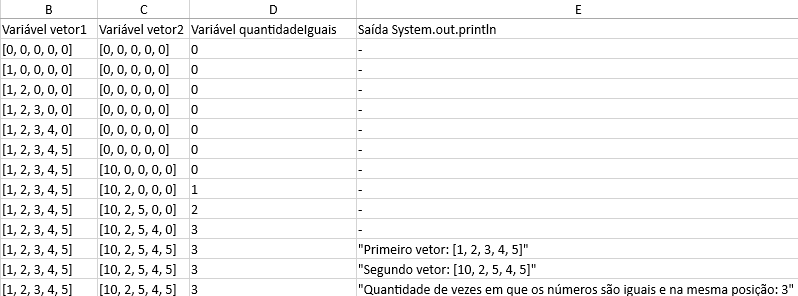 B C D E
Variável vetor1 Variável vetor2 Variável quantidadeIguais Saída System.out.println
[0, 0, 0, 0, 0] [0, 0, 0, 0, 0] 0 -
[1, 0, 0, 0, 0] [0, 0, 0, 0, 0] 0 -
[1, 2, 0, 0, 0] [0, 0, 0, 0, 0] 0 -
[1, 2, 3, 0, 0] [0, 0, 0, 0, 0] 0 -
[1, 2, 3, 4, 0] [0, 0, 0, 0, 0] 0 -
[1, 2, 3, 4, 5] [0, 0, 0, 0, 0] 0 -
[1, 2, 3, 4, 5] [10, 0, 0, 0, 0] 0 -
[1, 2, 3, 4, 5] [10, 2, 0, 0, 0] 1 -
[1, 2, 3, 4, 5] [10, 2, 5, 0, 0] 2 -
[1, 2, 3, 4, 5] [10, 2, 5, 4, 0] 3 -
[1, 2, 3, 4, 5] [10, 2, 5, 4, 5] 3 "Primeiro vetor: [1, 2, 3, 4, 5]"
[1, 2, 3, 4, 5] [10, 2, 5, 4, 5] 3 "Segundo vetor: [10, 2, 5, 4, 5]"
[1, 2, 3, 4, 5] [10, 2, 5, 4, 5] 3 "Quantidade de vezes em que os números são iguais e na mesma posição: 3"